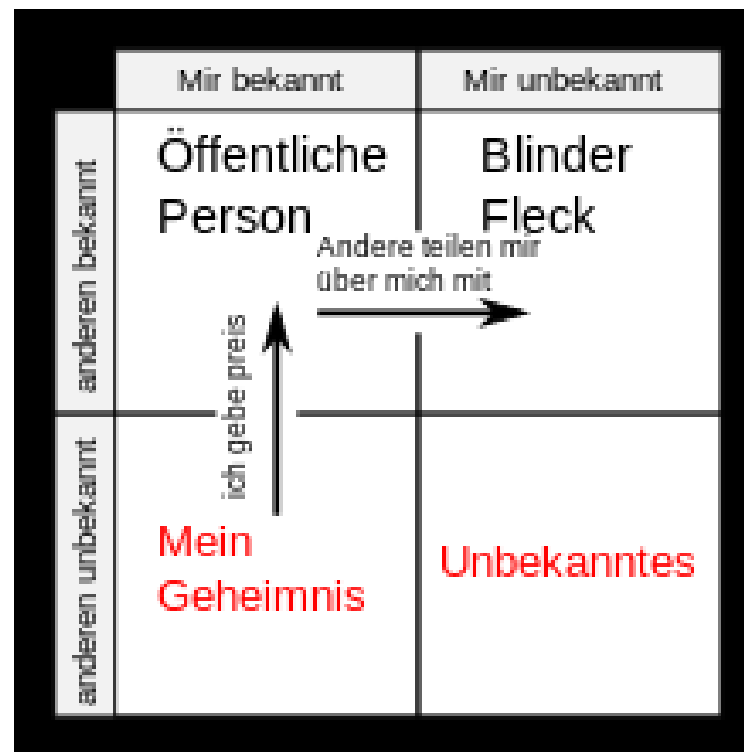 Mir bekannt
Mir unbekannt
anderen bekannt
Öffentliche
Person
Blinder
Fleck
Andere teilen mir
über mich mit
ich gebe preis
anderen unbekannt
Mein
Geheimnis
Unbekanntes